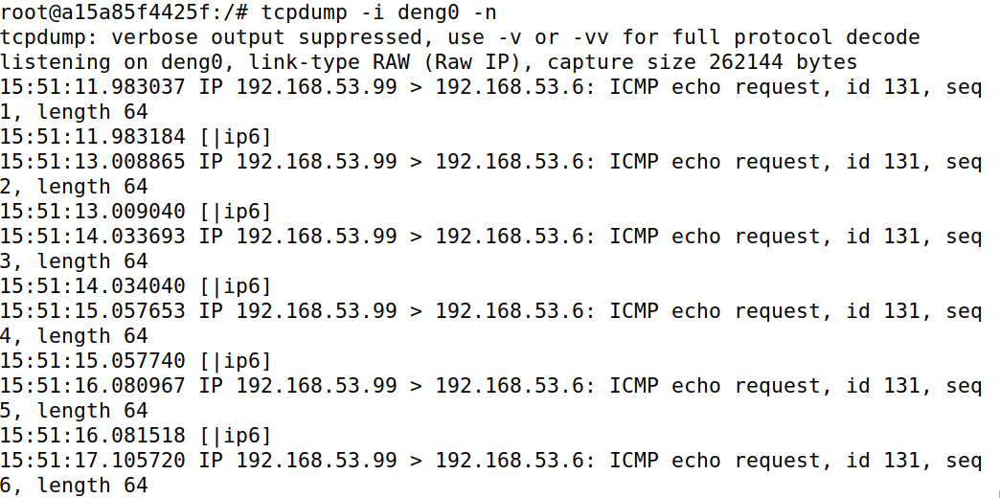 root@a15a85f4425f:/# tcpdump -i deng0 -n
tcpdump: verbose output suppressed, use -v or -vv for full protocol decode
listening on deng0, link-type RAW (Raw IP), capture size 262144 bytes
15:51:11.983037 IP 192.168.53.99 > 192.168.53.6: ICMP echo request, id 131, seq
1, length 64
15:51:11.983184 [|ip6]
15:51:13.008865 IP 192.168.53.99 > 192.168.53.6: ICMP echo request, id 131, seq
2, length 64
15:51:13.009040 [|ip6]
15:51:14.033693 IP 192.168.53.99 > 192.168.53.6: ICMP echo request, id 131, seq
3, length 64
15:51:14.034040 [|ip6]
15:51:15.057653 IP 192.168.53.99 > 192.168.53.6: ICMP echo request, id 131, seq
4, length 64
15:51:15.057740 [|ip6]
15:51:16.080967 IP 192.168.53.99 > 192.168.53.6: ICMP echo request, id 131, seq
5, length 64
15:51:16.081518 [|ip6]
15:51:17.105720 IP 192.168.53.99 > 192.168.53.6: ICMP echo request, id 131, seq
6, length 64